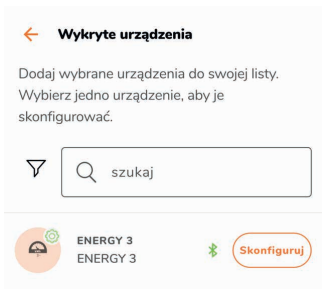 Wykryte urządzenia
Dodaj wybrane urządzenia do swojej listy.
Wybierz jedno urządzenie, aby je
skonfigurować.
szukaj
ENERGY 3
ENERGY 3
Skonfiguruj